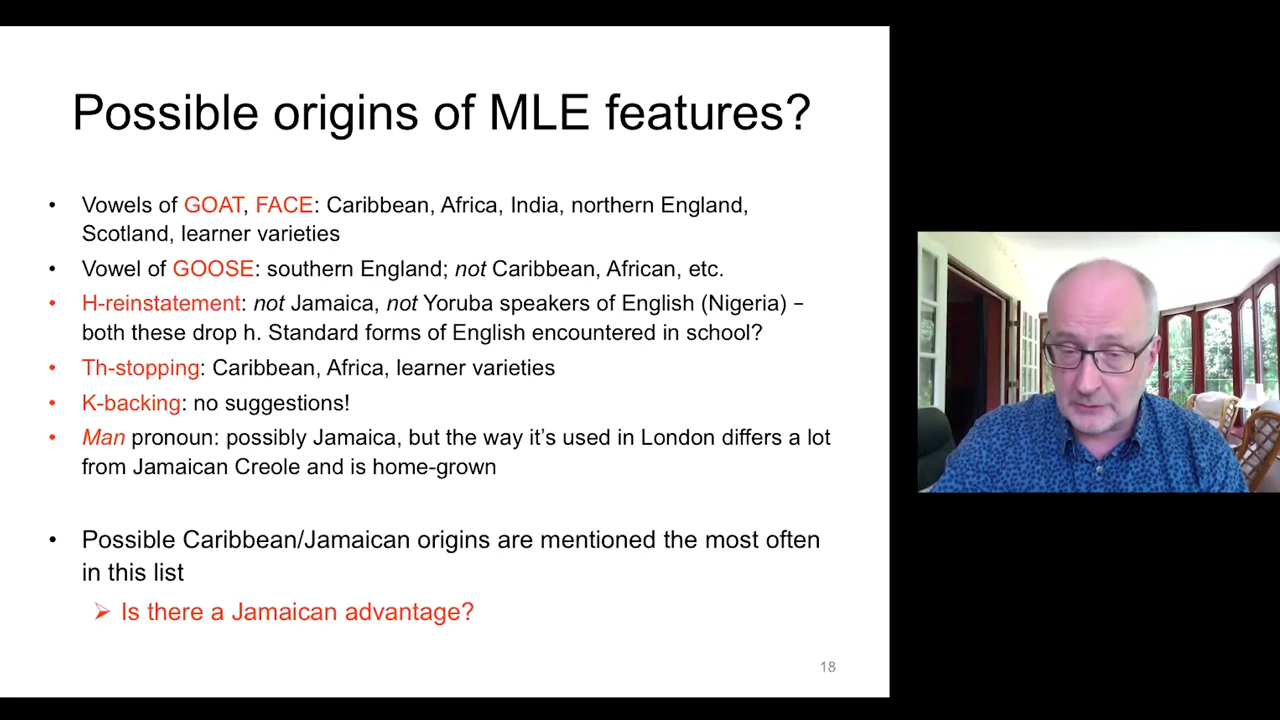 Possible origins of MLE features?
• Vowels of GOAT, FACE: Caribbean, Africa, India, northern England,
Scotland, learner varieties
• Vowel of GOOSE: southern England; not Caribbean, African, etc.
• H-reinstatement: not Jamaica, not Yoruba speakers of English (Nigeria) –
both these drop h. Standard forms of English encountered in school?
• Th-stopping: Caribbean, Africa, learner varieties
• K-backing: no suggestions!
• Man pronoun: possibly Jamaica, but the way it’s used in London differs a lot
from Jamaican Creole and is home-grown
• Possible Caribbean/Jamaican origins are mentioned the most often
in this list
➢ Is there a Jamaican advantage?
18